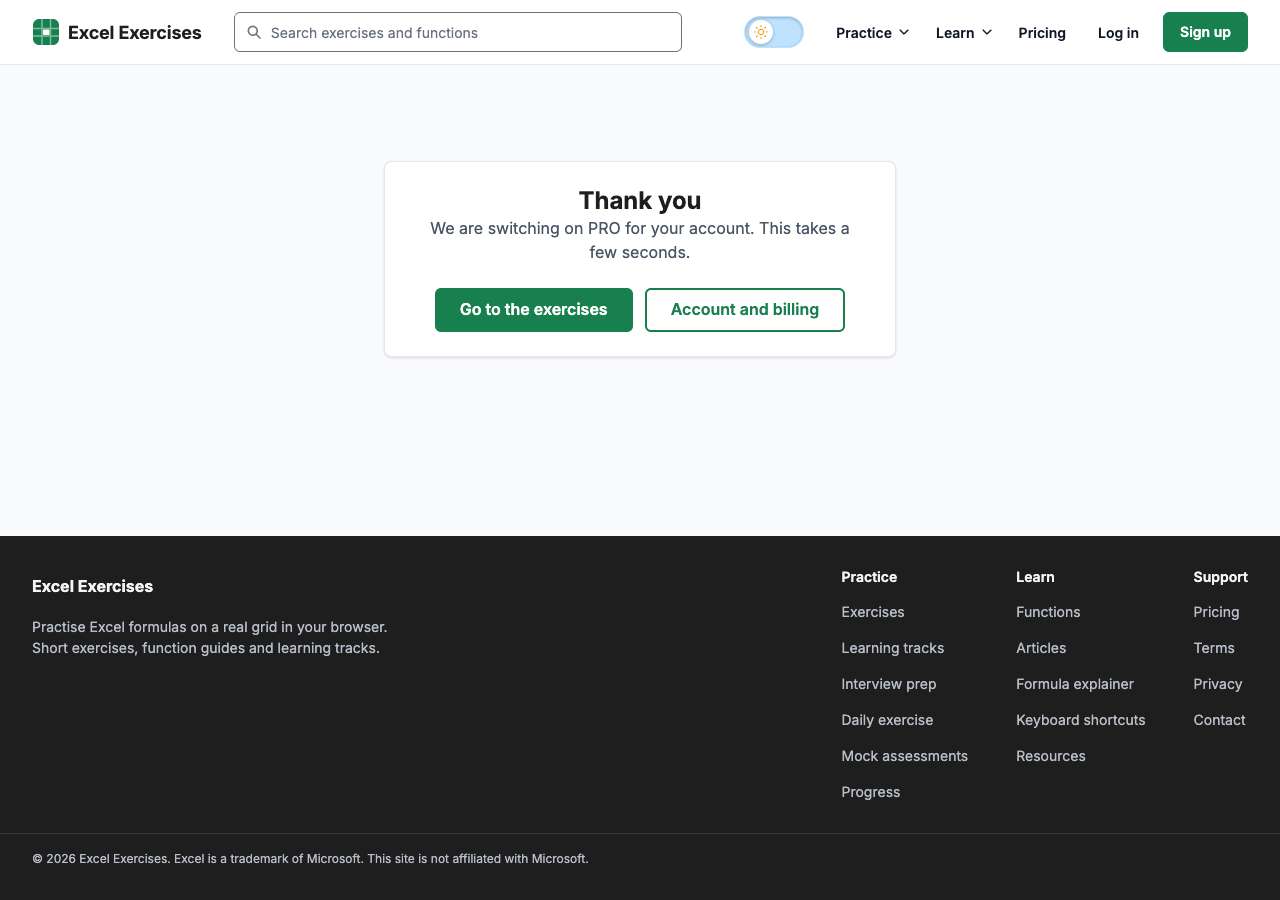 Excel Exercises
Search exercises and functions
Practice
Learn
Pricing
Log in
Sign up
Thank you
We are switching on PRO for your account. This takes a
few seconds.
Go to the exercises
Account and billing
Excel Exercises
Practise Excel formulas on a real grid in your browser.
Short exercises, function guides and learning tracks.
Practice
Exercises
Learning tracks
Interview prep
Daily exercise
Mock assessments
Progress
Learn
Functions
Articles
Formula explainer
Keyboard shortcuts
Resources
Support
Pricing
Terms
Privacy
Contact
© 2026 Excel Exercises. Excel is a trademark of Microsoft. This site is not affiliated with Microsoft.